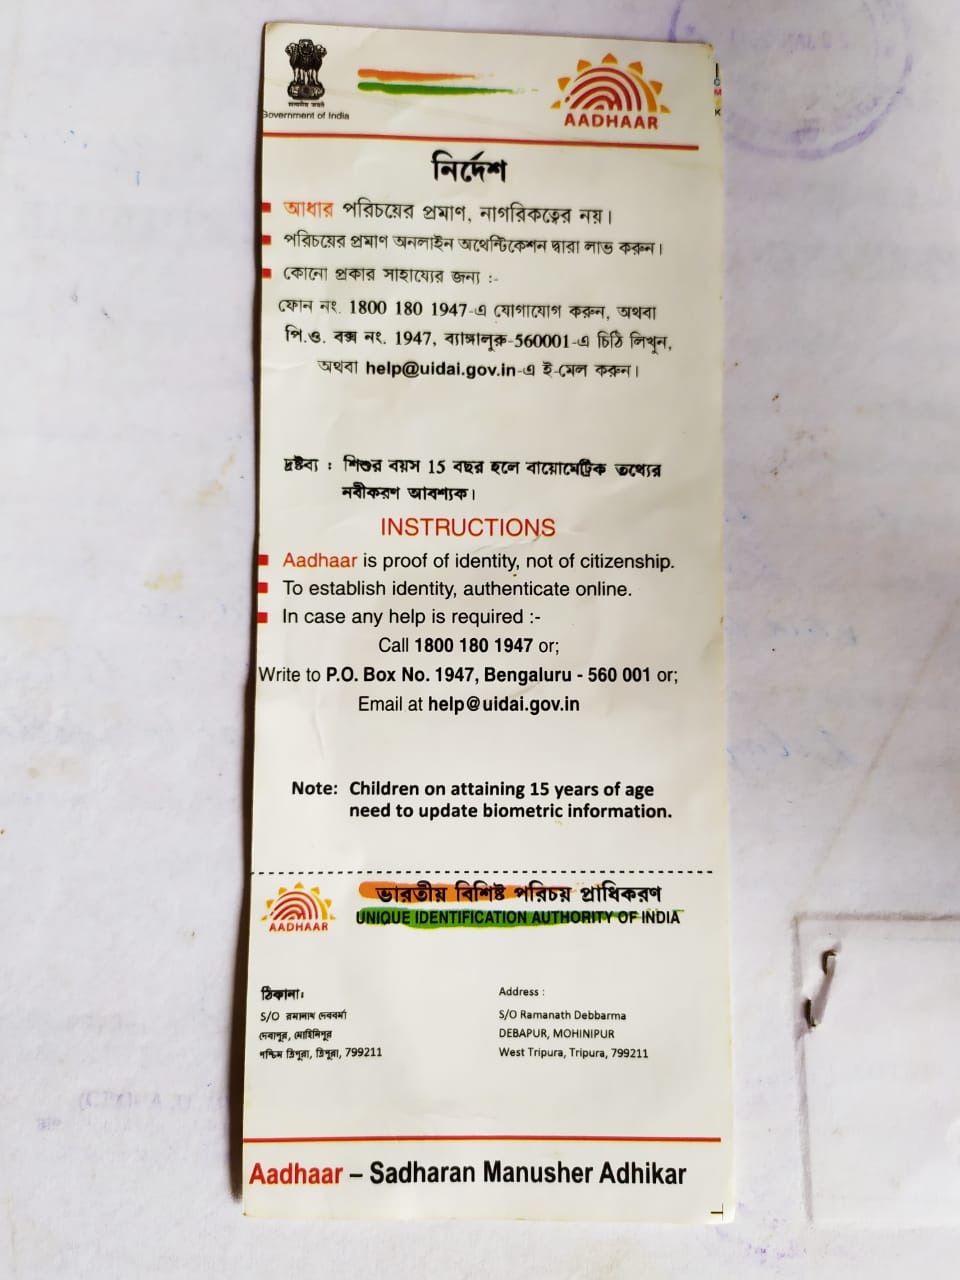 सत्यमेव जयते
Government of India
AADHAAR
নির্দেশ
আধার পরিচয়ের প্রমাণ, নাগরিকত্বের নয়।
পরিচয়ের প্রমাণ অনলাইন অথেন্টিকেশন দ্বারা লাভ করুন।
কোনো প্রকার সাহায্যের জন্য :-
ফোন নং. 1800 180 1947-এ যোগাযোগ করুন, অথবা
পি.ও. বক্স নং. 1947, ব্যাঙ্গালুরু-560001-এ চিঠি লিখুন,
অথবা help@uidai.gov.in-এ ই-মেল করুন।
দ্রষ্টব্য : শিশুর বয়স 15 বছর হলে বায়োমেট্রিক তথ্যের
নবীকরণ আবশ্যক।
INSTRUCTIONS
Aadhaar is proof of identity, not of citizenship.
To establish identity, authenticate online.
In case any help is required :-
Call 1800 180 1947 or;
Write to P.O. Box No. 1947, Bengaluru - 560 001 or;
Email at help@uidai.gov.in
Note: Children on attaining 15 years of age
need to update biometric information.
AADHAAR
ভারতীয় বিশিষ্ট পরিচয় প্রাধিকরণ
UNIQUE IDENTIFICATION AUTHORITY OF INDIA
ঠিকানা:
S/O রমানাথ দেববর্মা
দেবাপুর, মোহিনিপুর
পশ্চিম ত্রিপুরা, ত্রিপুরা, 799211
Address :
S/O Ramanath Debbarma
DEBAPUR, MOHINIPUR
West Tripura, Tripura, 799211
Aadhaar – Sadharan Manusher Adhikar